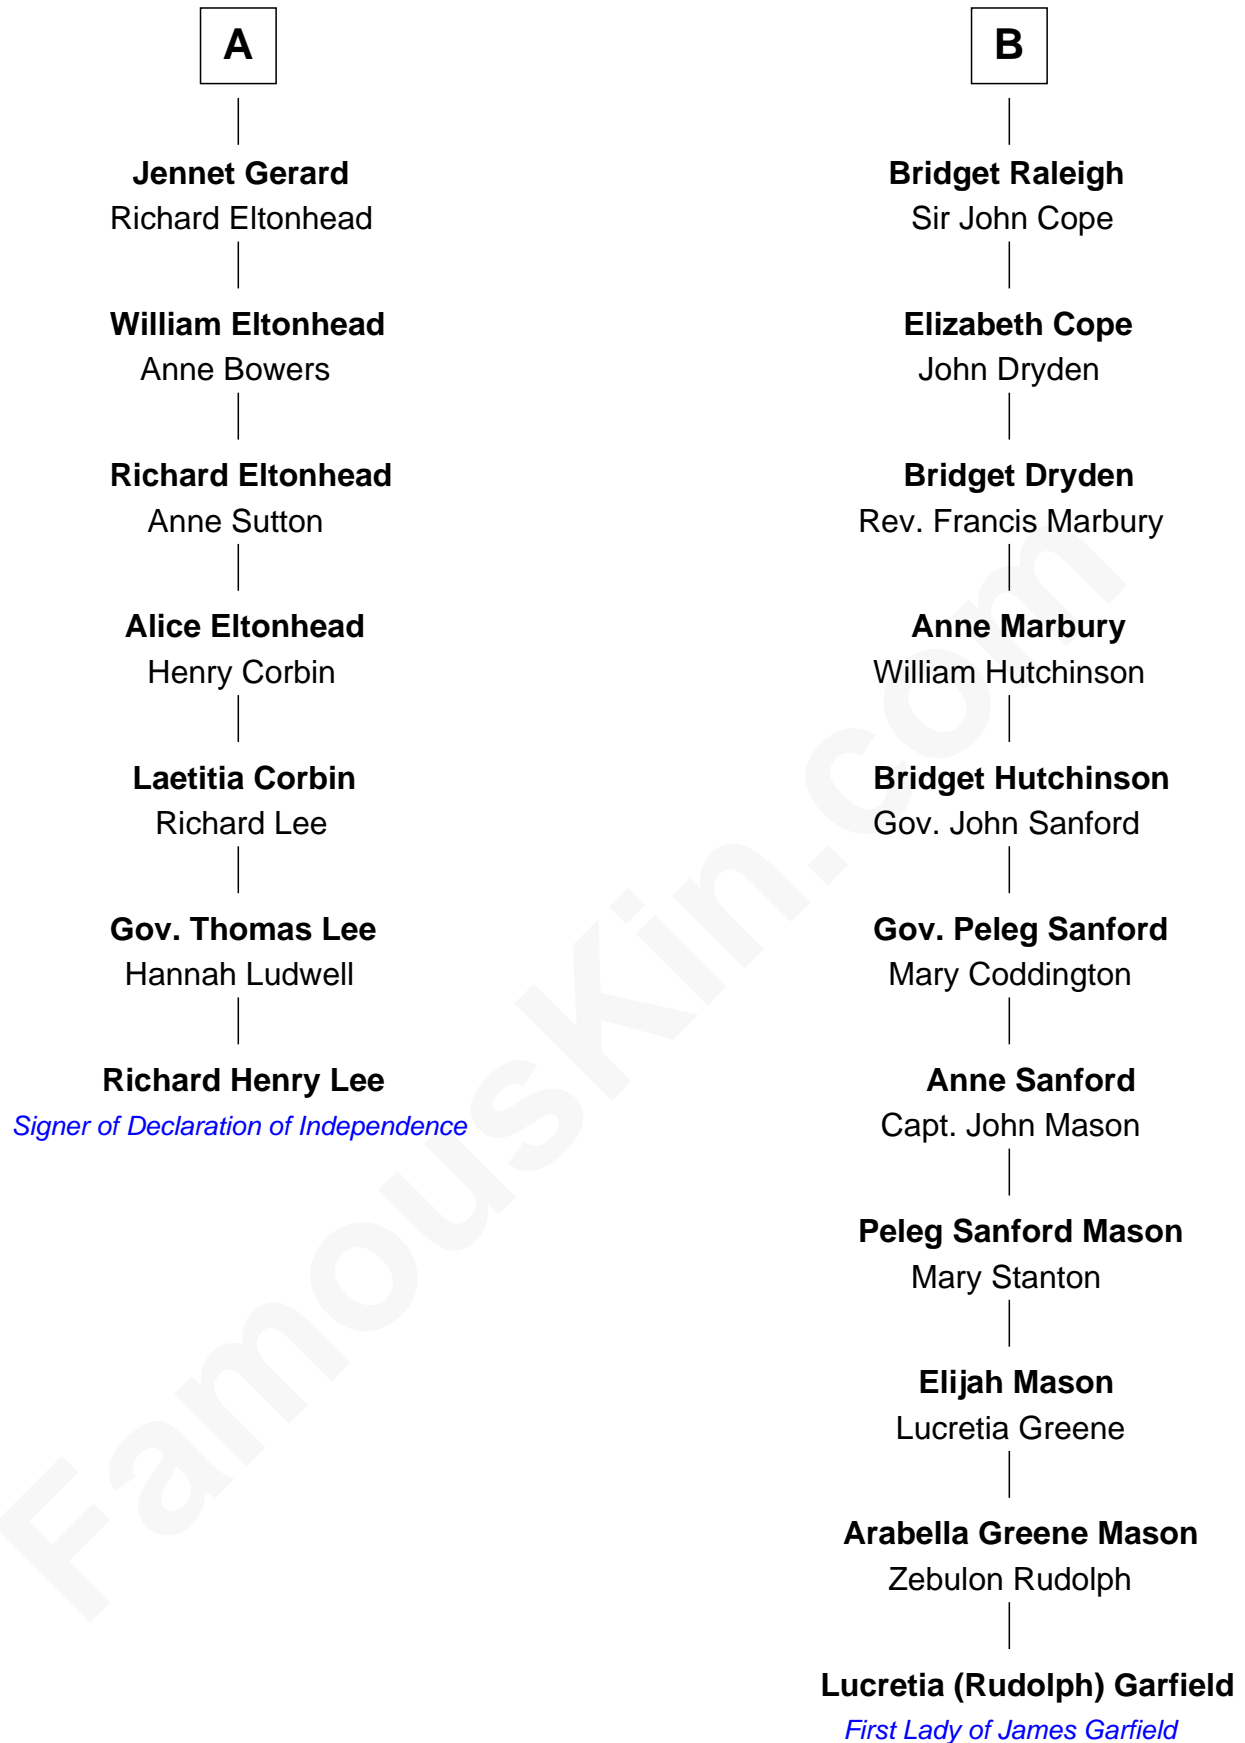 A
Jennet Gerard
Richard Eltonhead
William Eltonhead
Anne Bowers
Richard Eltonhead
Anne Sutton
Alice Eltonhead
Henry Corbin
Laetitia Corbin
Richard Lee
Gov. Thomas Lee
Hannah Ludwell
Richard Henry Lee
Signer of Declaration of Independence
B
Bridget Raleigh
Sir John Cope
Elizabeth Cope
John Dryden
Bridget Dryden
Rev. Francis Marbury
Anne Marbury
William Hutchinson
Bridget Hutchinson
Gov. John Sanford
Gov. Peleg Sanford
Mary Coddington
Anne Sanford
Capt. John Mason
Peleg Sanford Mason
Mary Stanton
Elijah Mason
Lucretia Greene
Arabella Greene Mason
Zebulon Rudolph
Lucretia (Rudolph) Garfield
First Lady of James Garfield
FamousKin.com